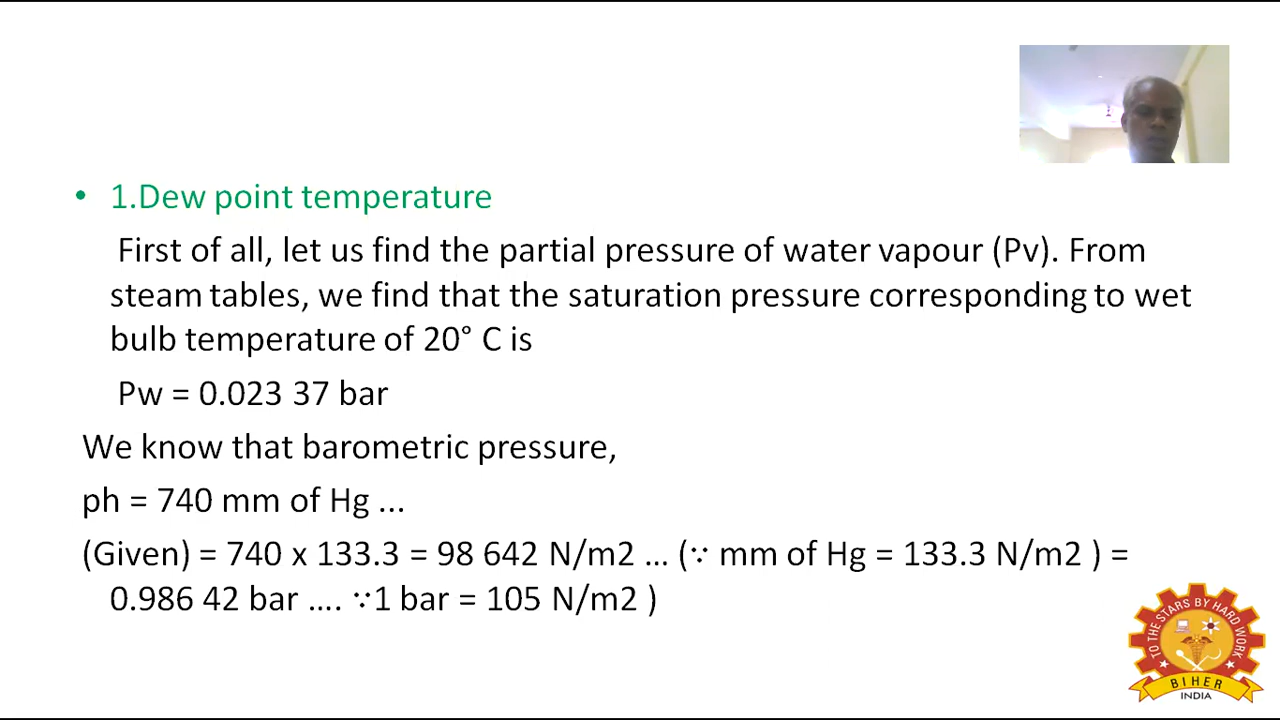 • 1.Dew point temperature
First of all, let us find the partial pressure of water vapour (Pv). From
steam tables, we find that the saturation pressure corresponding to wet
bulb temperature of 20° C is
Pw = 0.023 37 bar
We know that barometric pressure,
ph = 740 mm of Hg ...
(Given) = 740 x 133.3 = 98 642 N/m2 ... (∵ mm of Hg = 133.3 N/m2 ) =
0.986 42 bar .... ∵1 bar = 105 N/m2 )
TO THE STARS BY HARD WORK
BIHER
INDIA